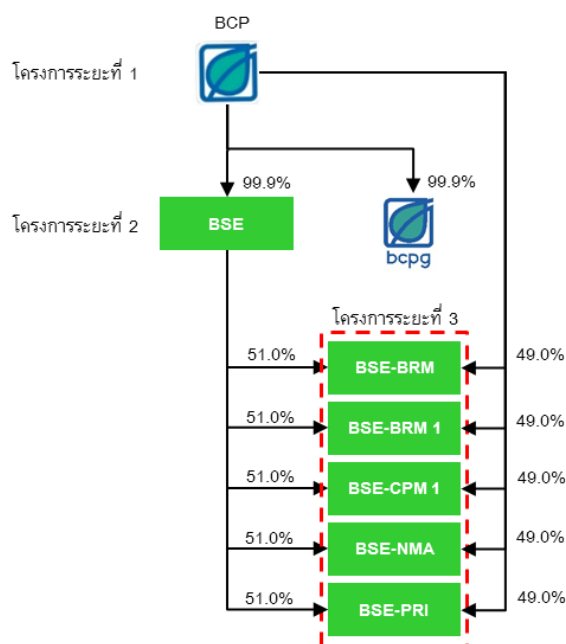 BCP
โครงการระยะที่ 1
99.9%
99.9%
โครงการระยะที่ 2
BSE
bcpg
โครงการระยะที่ 3
51.0%
BSE-BRM
49.0%
51.0%
BSE-BRM 1
49.0%
51.0%
BSE-CPM 1
49.0%
51.0%
BSE-NMA
49.0%
51.0%
BSE-PRI
49.0%